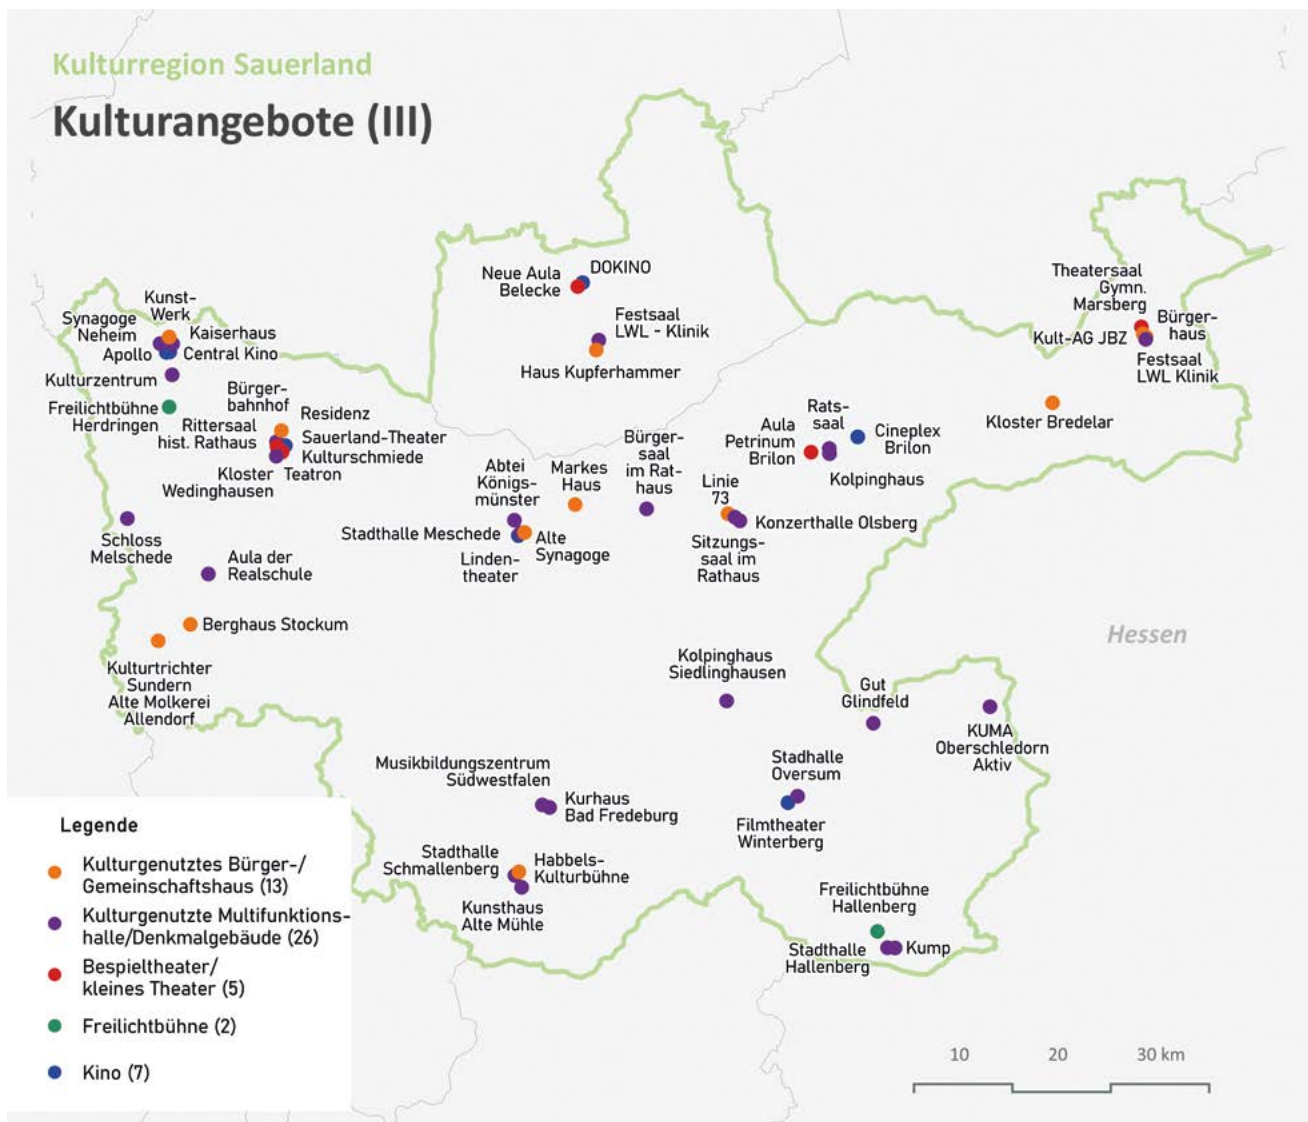 Kulturregion Sauerland
Kulturangebote (III)
Neue Aula
Belecke
DOKINO
Festsaal
LWL - Klinik
Haus Kupferhammer
Kunst-
Werk
Synagoge
Neheim
Kaiserhaus
Apollo
Central Kino
Kulturzentrum
Freilichtbühne
Herdringen
Bürger-
bahnhof
Residenz
Rittersaal
hist. Rathaus
Sauerland-Theater
Kulturschmiede
Kloster
Wedinghausen
Teatron
Theatersaal
Gymn.
Marsberg
Kult-AG JBZ
Bürger-
haus
Festsaal
LWL Klinik
Kloster Bredelar
Rats-
saal
Aula
Petrinum
Brilon
Cineplex
Brilon
Kolpinghaus
Bürger-
saal
im Rat-
haus
Linie
73
Konzerthalle Olsberg
Sitzungs-
saal im
Rathaus
Abtei
Königs-
münster
Markes
Haus
Stadthalle Meschede
Alte
Synagoge
Linden-
theater
Schloss
Melschede
Aula der
Realschule
Berghaus Stockum
Kulturtrichter
Sundern
Alte Molkerei
Allendorf
Hessen
Kolpinghaus
Siedlinghausen
Gut
Glindfeld
KUMA
Oberschledorn
Aktiv
Stadhalle
Oversum
Filmtheater
Winterberg
Musikbildungszentrum
Südwestfalen
Kurhaus
Bad Fredeburg
Stadthalle
Schmallenberg
Habbels-
Kulturbühne
Kunsthaus
Alte Mühle
Freilichtbühne
Hallenberg
Stadthalle
Hallenberg
Kump
Legende
Kulturgenutztes Bürger-/
Gemeinschaftshaus (13)
Kulturgenutzte Multifunktions-
halle/Denkmalgebäude (26)
Bespieltheater/
kleines Theater (5)
Freilichtbühne (2)
Kino (7)
10 20 30 km